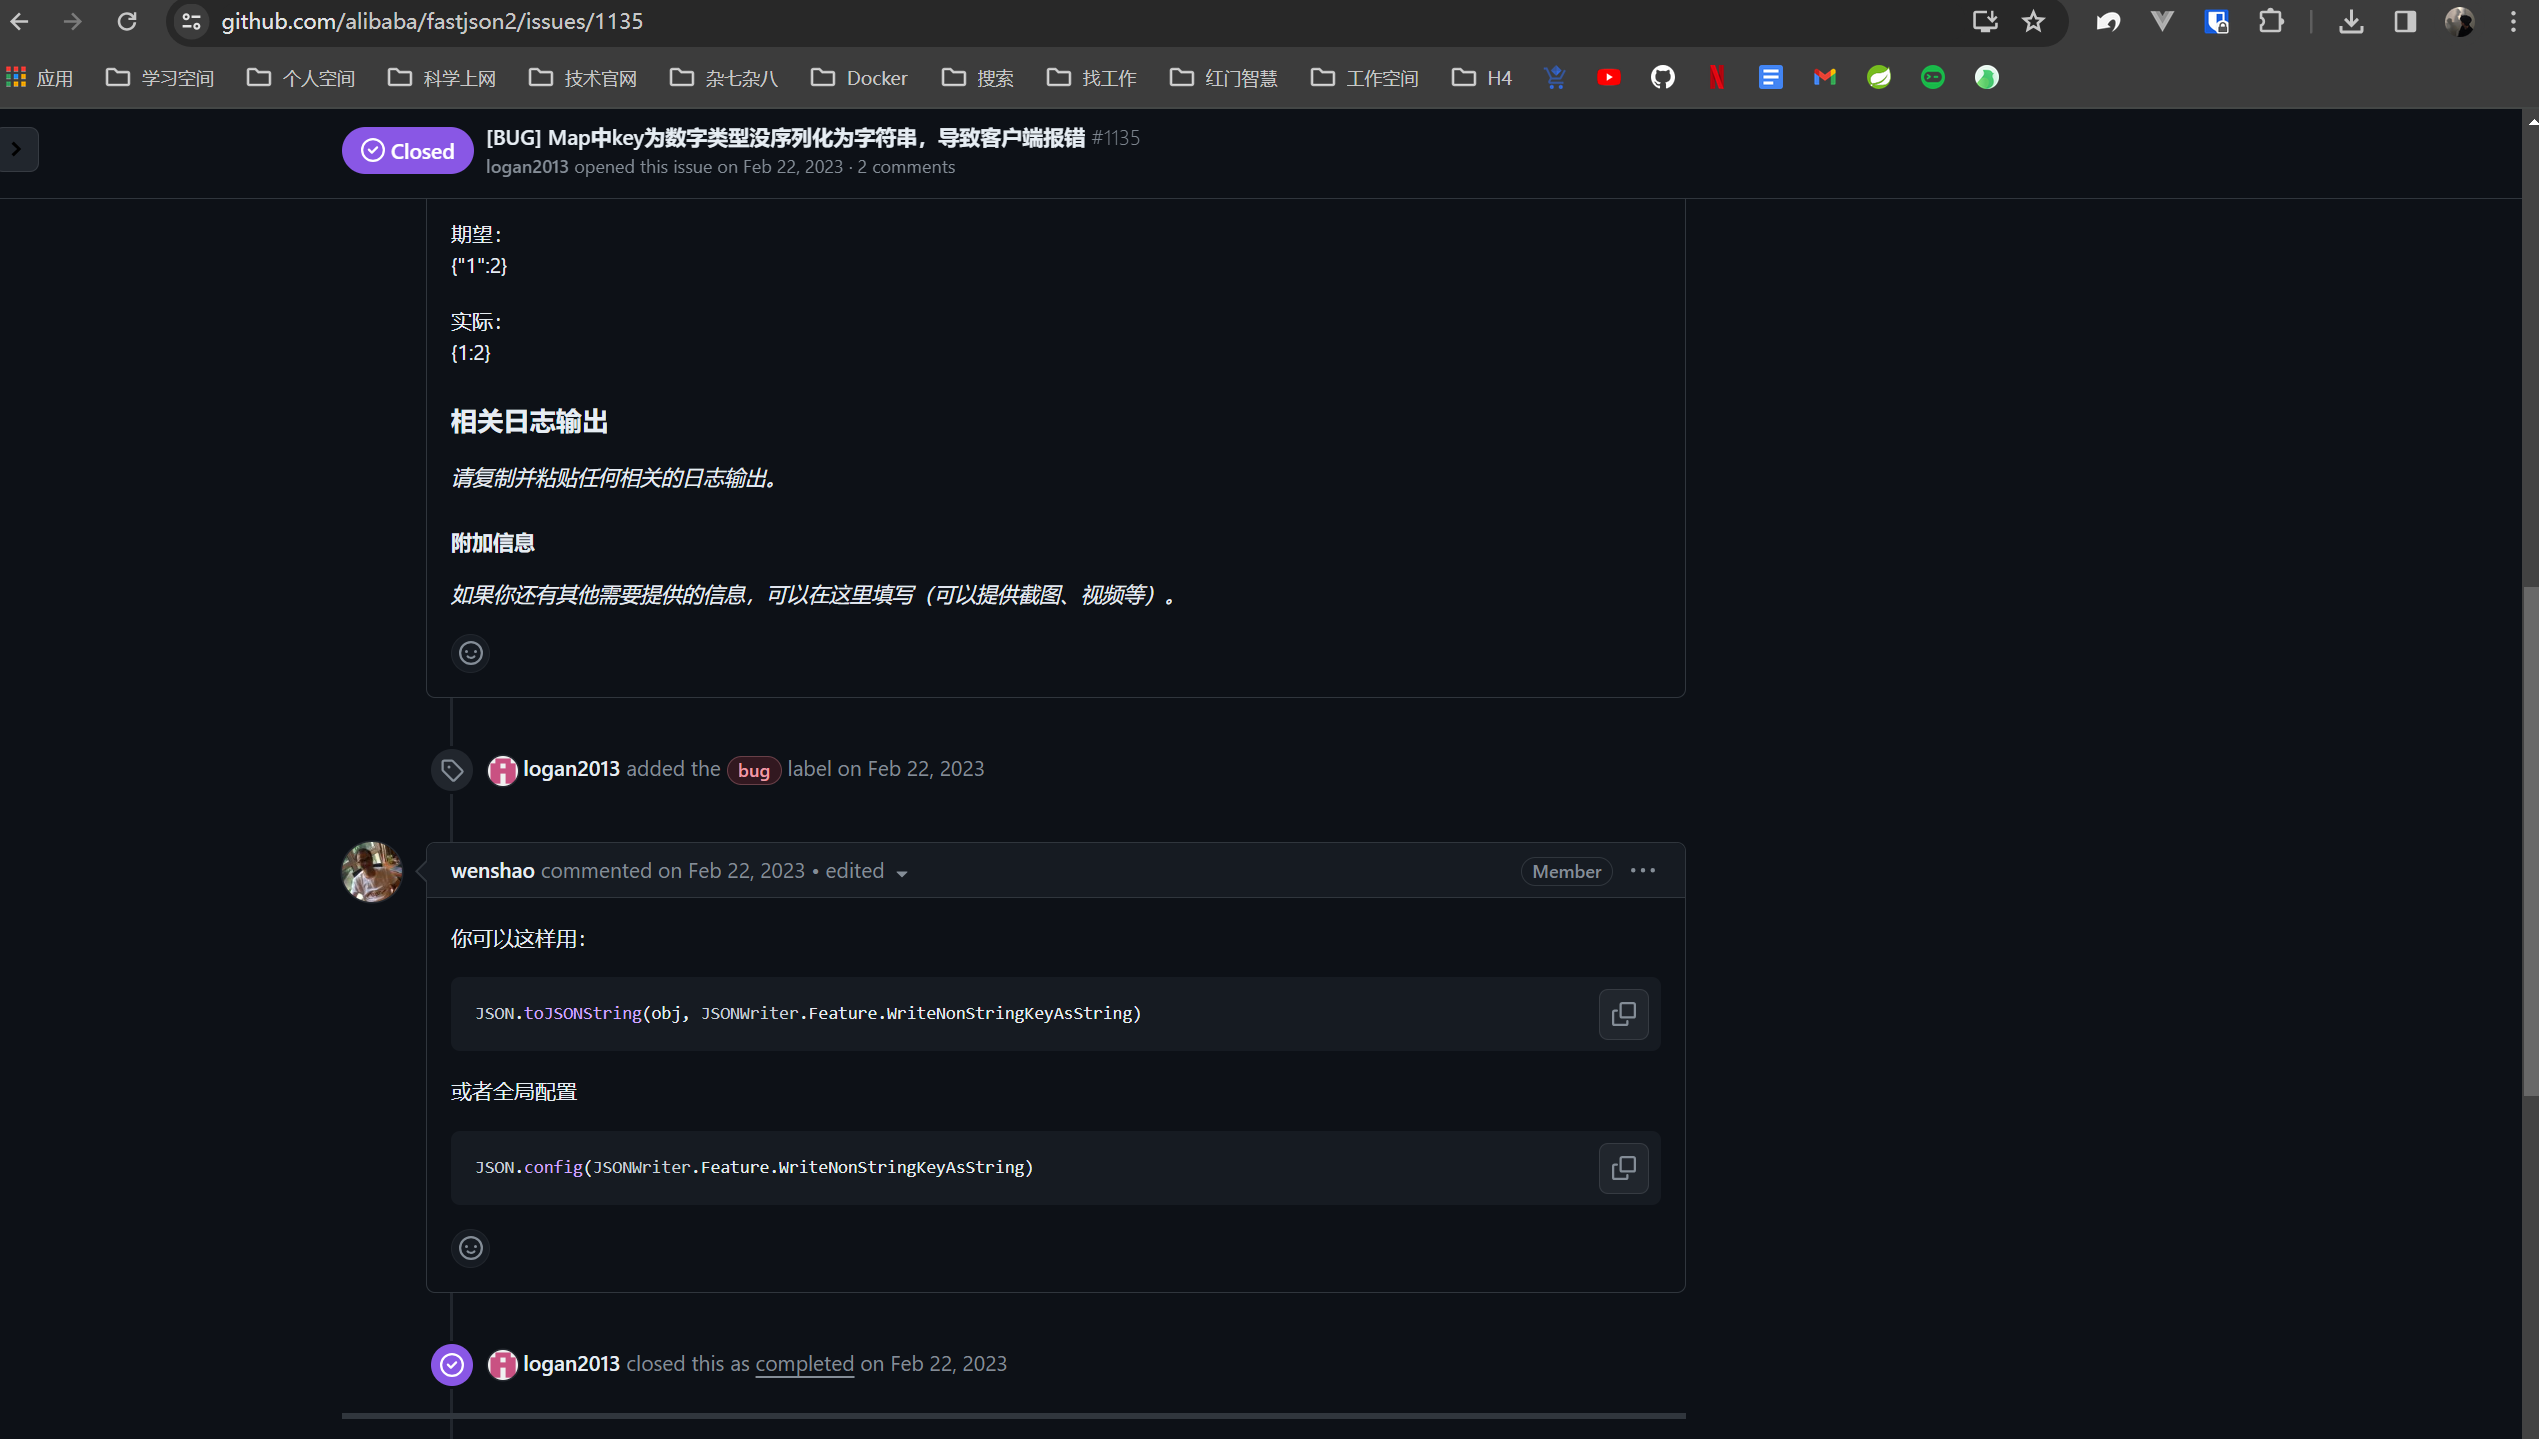 github.com/alibaba/fastjson2/issues/1135
应用 学习空间 个人空间 科学上网 技术官网 杂七杂八 Docker 搜索 找工作 红门智慧 工作空间 H4
Closed
[BUG] Map中key为数字类型没序列化为字符串，导致客户端报错 #1135
logan2013 opened this issue on Feb 22, 2023 · 2 comments
期望：
{"1":2}
实际：
{1:2}
相关日志输出
请复制并粘贴任何相关的日志输出。
附加信息
如果你还有其他需要提供的信息，可以在这里填写（可以提供截图、视频等）。
logan2013 added the bug label on Feb 22, 2023
wenshao commented on Feb 22, 2023 • edited
Member
你可以这样用：
JSON.toJSONString(obj, JSONWriter.Feature.WriteNonStringKeyAsString)
或者全局配置
JSON.config(JSONWriter.Feature.WriteNonStringKeyAsString)
logan2013 closed this as completed on Feb 22, 2023